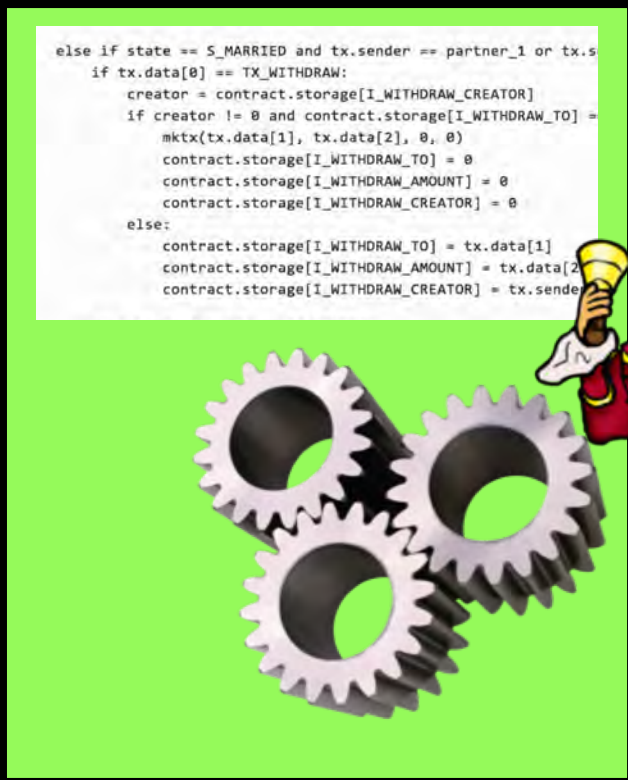 else if state == S_MARRIED and tx.sender == partner_1 or
    if tx.data[0] == TX_WITHDRAW:
        creator = contract.storage[I_WITHDRAW_CREATOR]
        if creator != 0 and contract.storage[I_WITHDRAW_TO] =
            mktx(tx.data[1], tx.data[2], 0, 0)
            contract.storage[I_WITHDRAW_TO] = 0
            contract.storage[I_WITHDRAW_AMOUNT] = 0
            contract.storage[I_WITHDRAW_CREATOR] = 0
        else:
            contract.storage[I_WITHDRAW_TO] = tx.data[1]
            contract.storage[I_WITHDRAW_AMOUNT] = tx.data[2
            contract.storage[I_WITHDRAW_CREATOR] = tx.sender